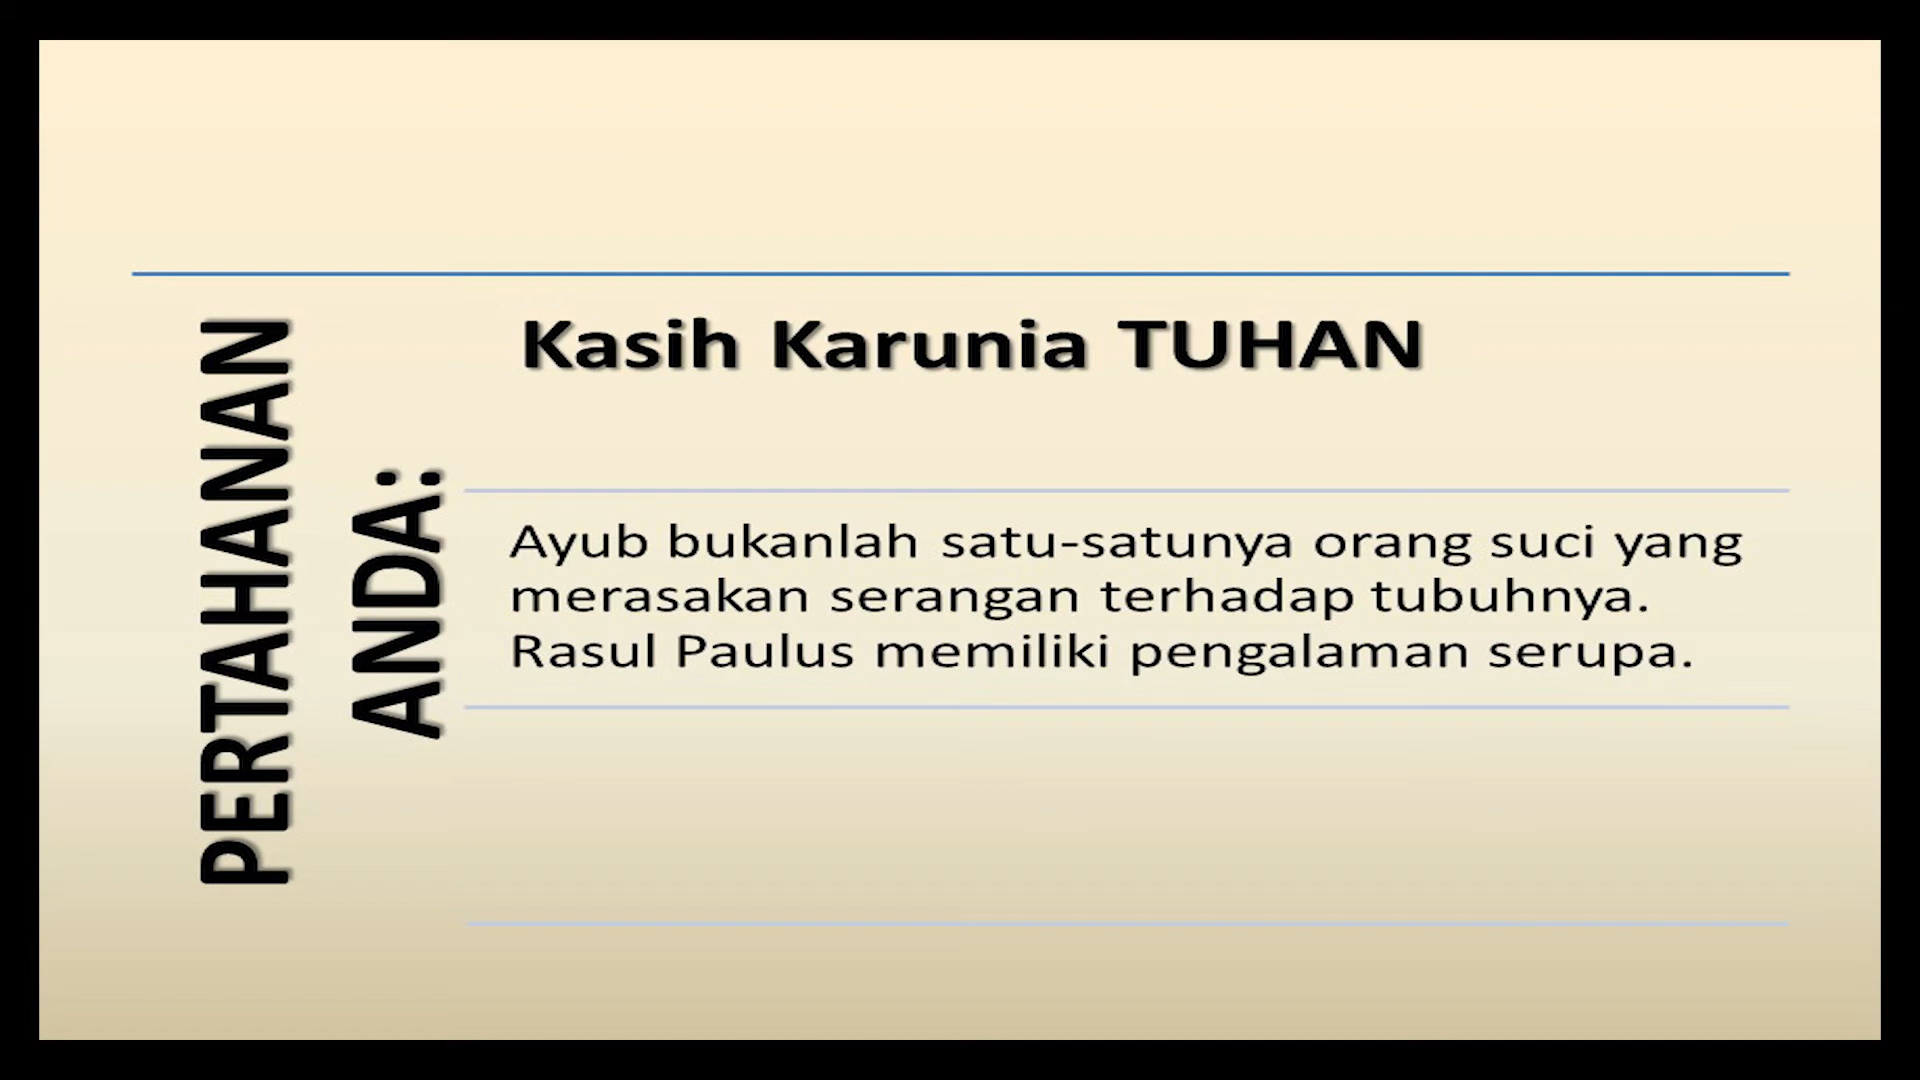 PERTAHANAN
ANDA:
Kasih Karunia TUHAN
Ayub bukanlah satu-satunya orang suci yang
merasakan serangan terhadap tubuhnya.
Rasul Paulus memiliki pengalaman serupa.